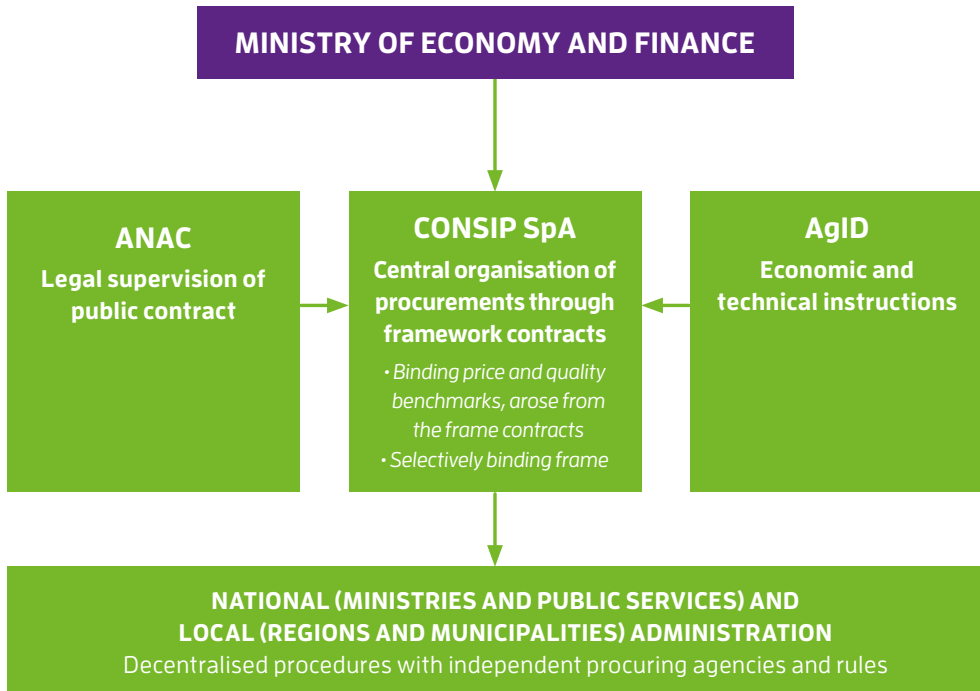 MINISTRY OF ECONOMY AND FINANCE
ANAC
Legal supervision of
public contract
CONSIP SpA
Central organisation of
procurements through
framework contracts
• Binding price and quality
benchmarks, arose from
the frame contracts
• Selectively binding frame
AgID
Economic and
technical instructions
NATIONAL (MINISTRIES AND PUBLIC SERVICES) AND
LOCAL (REGIONS AND MUNICIPALITIES) ADMINISTRATION
Decentralised procedures with independent procuring agencies and rules